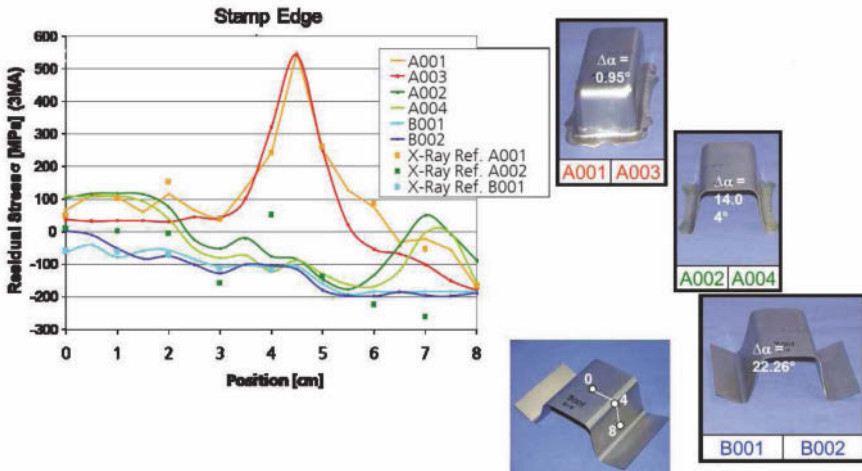 Stamp Edge
Residual Stress σ [MPa] (3MA)
600
500
400
300
200
100
0
-100
-200
-300
0 1 2 3 4 5 6 7 8
Position [cm]
A001
A003
A002
A004
B001
B002
X-Ray Ref. A001
X-Ray Ref. A002
X-Ray Ref. B001
Δα =
0.95°
A001 A003
Δα =
14.0
4°
A002 A004
Δα =
22.26°
B001 B002
0
4
8